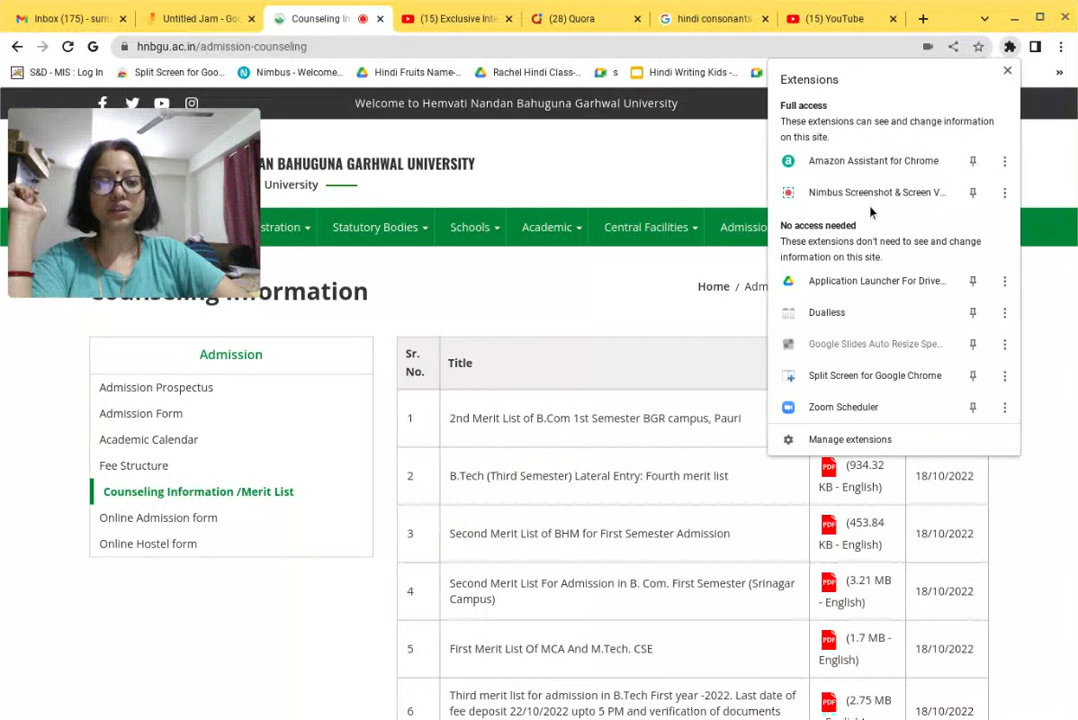 Inbox (175) - sum
Untitled Jam - Go
Counseling In
(15) Exclusive Inte
(28) Quora
hindi consonants
(15) YouTube
hnbgu.ac.in/admission-counseling
S&D - MIS : Log In
Split Screen for Goo...
Nimbus - Welcome...
Hindi Fruits Name-...
Rachel Hindi Class-...
s
Hindi Writing Kids -...
»
Welcome to Hemvati Nandan Bahuguna Garhwal University
AN BAHUGUNA GARHWAL UNIVERSITY
University
stration
Statutory Bodies
Schools
Academic
Central Facilities
Admissio
Counseling Information
Home / Adm
Admission
Admission Prospectus
Admission Form
Academic Calendar
Fee Structure
Counseling Information /Merit List
Online Admission form
Online Hostel form
Sr. No.
Title
1
2nd Merit List of B.Com 1st Semester BGR campus, Pauri
2
B.Tech (Third Semester) Lateral Entry: Fourth merit list
PDF (934.32
KB - English)
18/10/2022
3
Second Merit List of BHM for First Semester Admission
PDF (453.84
KB - English)
18/10/2022
4
Second Merit List For Admission in B. Com. First Semester (Srinagar
Campus)
PDF (3.21 MB
- English)
18/10/2022
5
First Merit List Of MCA And M.Tech. CSE
PDF (1.7 MB -
English)
18/10/2022
6
Third merit list for admission in B.Tech First year -2022. Last date of
fee deposit 22/10/2022 upto 5 PM and verification of documents
PDF (2.75 MB
18/10/2022
Extensions
Full access
These extensions can see and change information
on this site.
Amazon Assistant for Chrome
Nimbus Screenshot & Screen V...
No access needed
These extensions don't need to see and change
information on this site.
Application Launcher For Drive...
Dualless
Google Slides Auto Resize Spe...
Split Screen for Google Chrome
Zoom Scheduler
Manage extensions